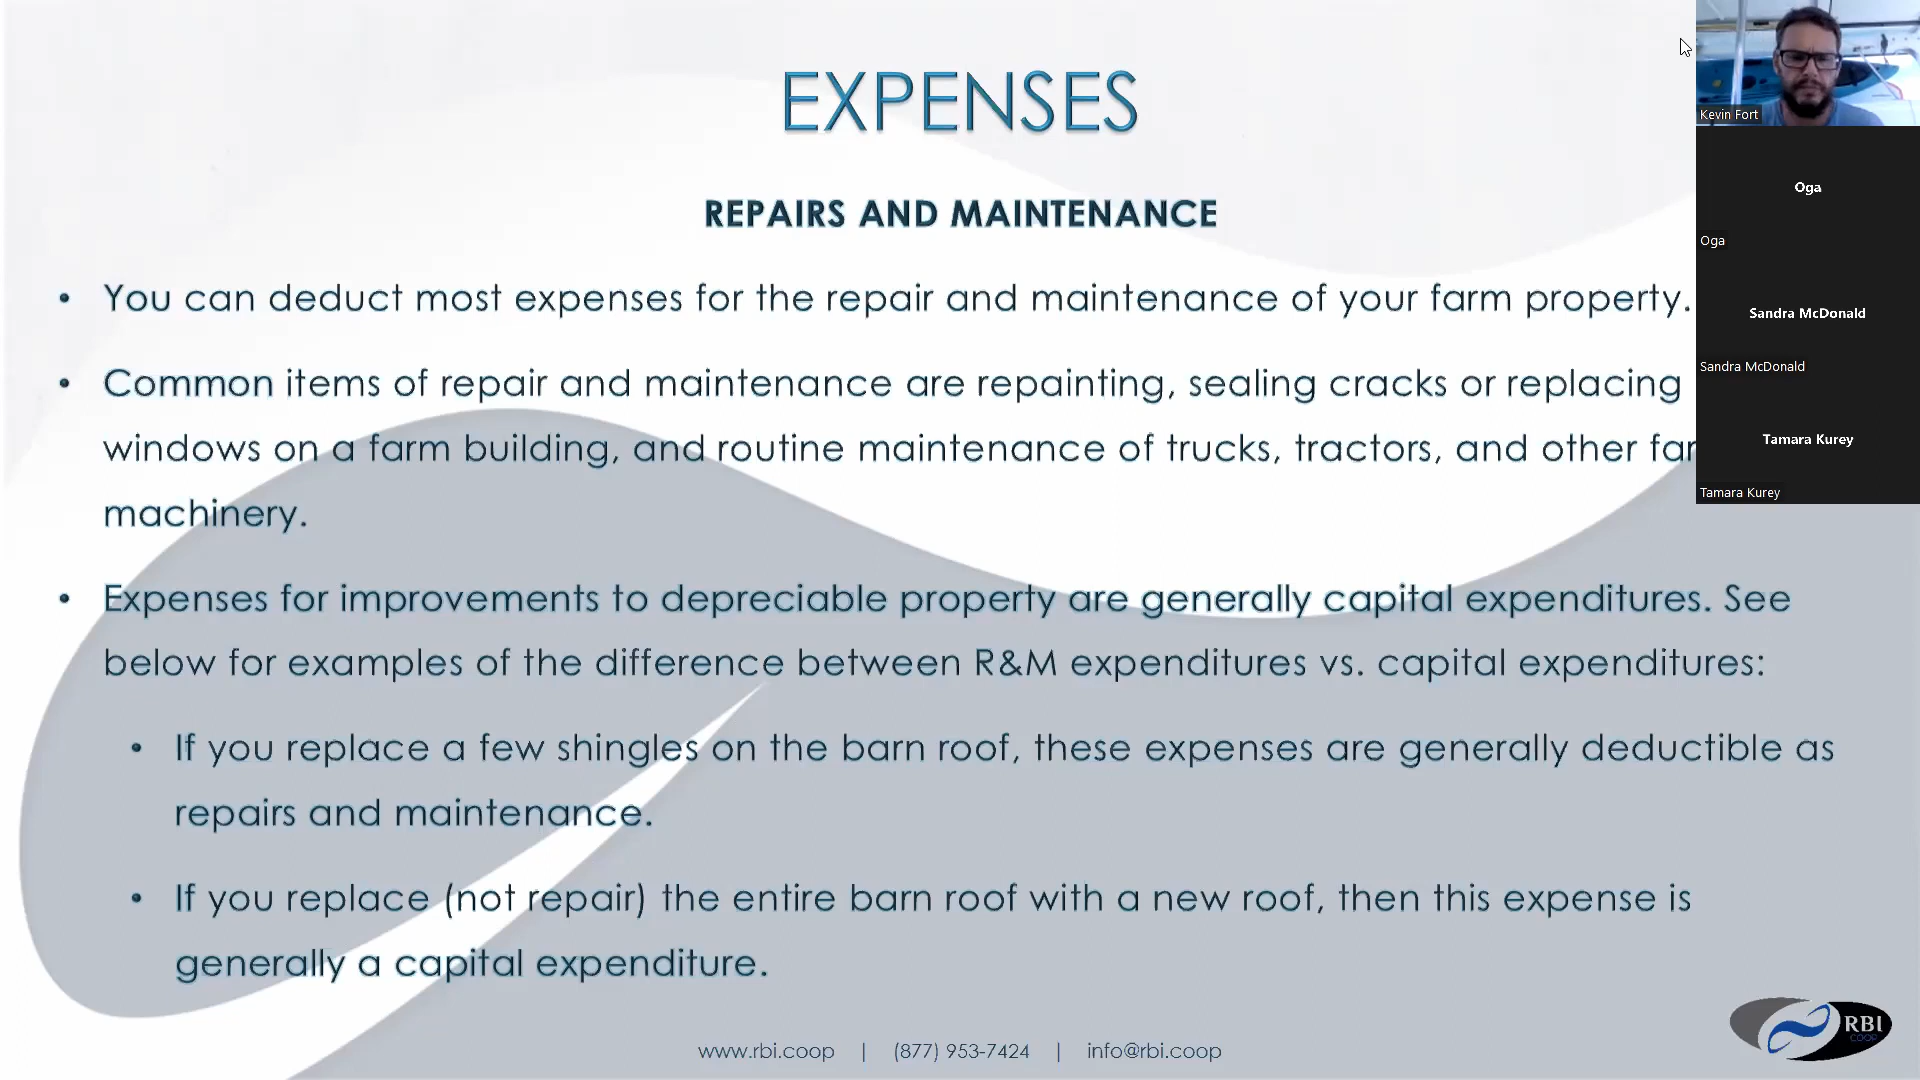 EXPENSES
REPAIRS AND MAINTENANCE
• You can deduct most expenses for the repair and maintenance of your farm property.
• Common items of repair and maintenance are repainting, sealing cracks or replacing
windows on a farm building, and routine maintenance of trucks, tractors, and other far
machinery.
• Expenses for improvements to depreciable property are generally capital expenditures. See
below for examples of the difference between R&M expenditures vs. capital expenditures:
• If you replace a few shingles on the barn roof, these expenses are generally deductible as
repairs and maintenance.
• If you replace (not repair) the entire barn roof with a new roof, then this expense is
generally a capital expenditure.
www.rbi.coop | (877) 953-7424 | info@rbi.coop
RBI
COOP
Kevin Fort
Oga
Oga
Sandra McDonald
Sandra McDonald
Tamara Kurey
Tamara Kurey